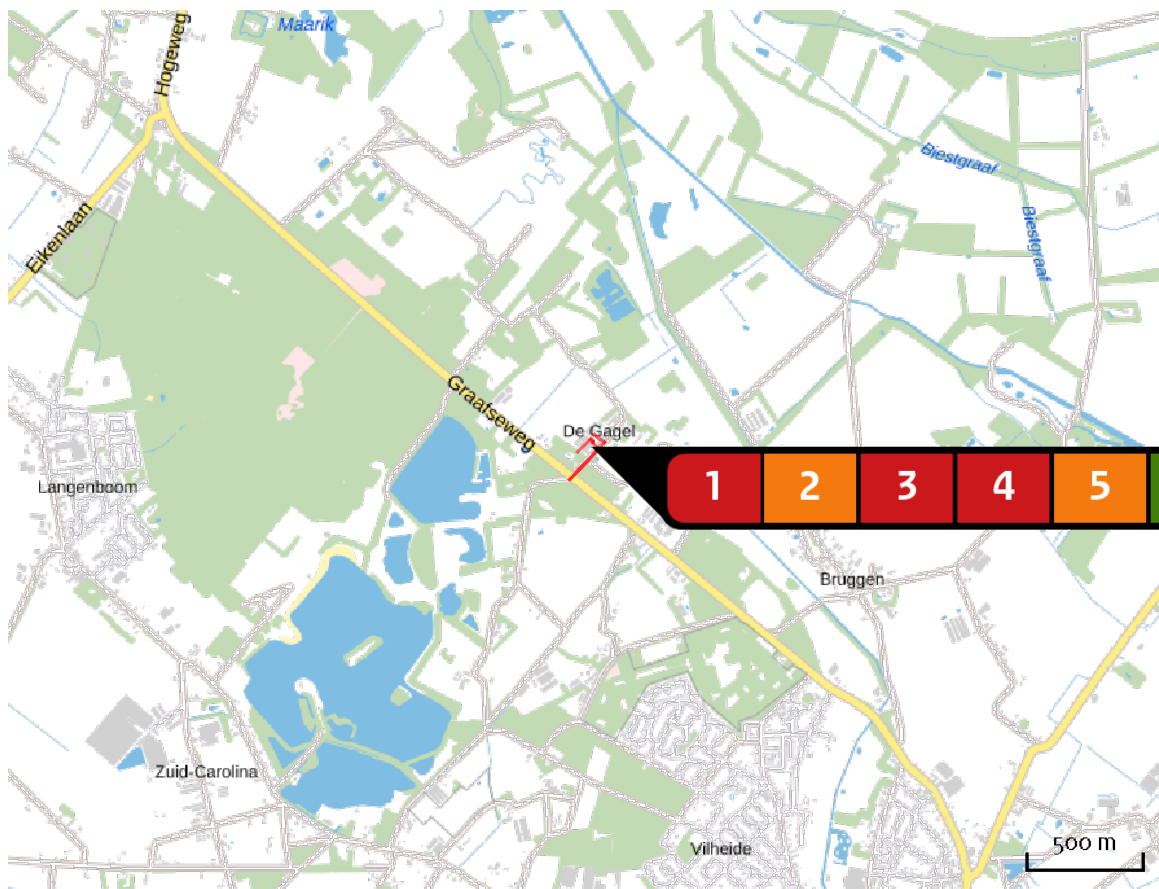 Maarik
Hogeweg
Biestgraaf
Eikenlaan
Biestgraaf
Graafseweg
De Gagel
Langenboom
1 2 3 4 5
Bruggen
Zuid-Carolina
500 m
Vilheide